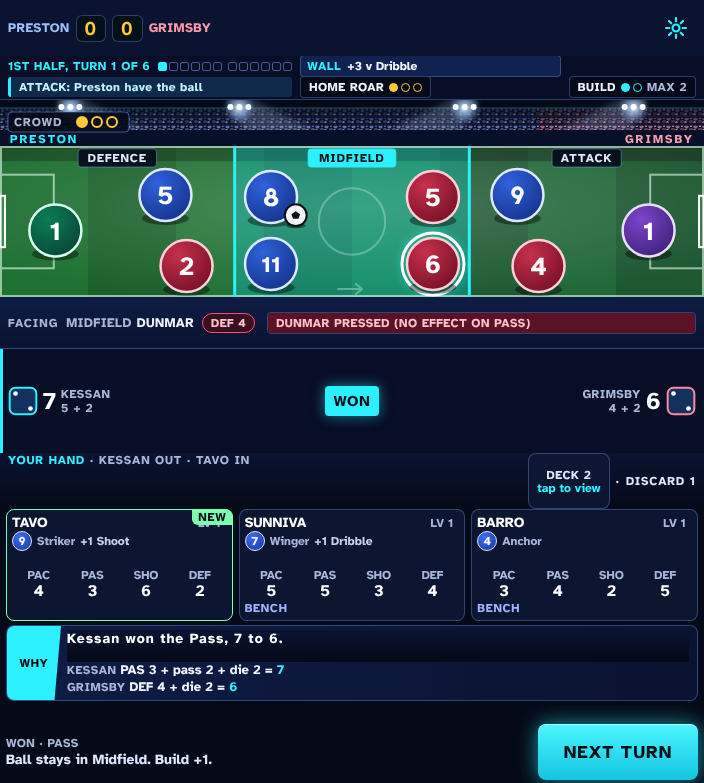 PRESTON 0 0 GRIMSBY
1ST HALF, TURN 1 OF 6
WALL +3 v Dribble
ATTACK: Preston have the ball
HOME ROAR
BUILD MAX 2
CROWD
PRESTON GRIMSBY
DEFENCE MIDFIELD ATTACK
5 8 5 9
1 1
2 11 6 4
FACING MIDFIELD DUNMAR DEF 4 DUNMAR PRESSED (NO EFFECT ON PASS)
7 KESSAN
5 + 2
WON
GRIMSBY 6
4 + 2
YOUR HAND · KESSAN OUT · TAVO IN
DECK 2
tap to view
· DISCARD 1
TAVO NEW
9 Striker +1 Shoot
PAC PAS SHO DEF
4 3 6 2
SUNNIVA LV 1
7 Winger +1 Dribble
PAC PAS SHO DEF
5 5 3 4
BENCH
BARRO LV 1
4 Anchor
PAC PAS SHO DEF
3 4 2 5
BENCH
WHY
Kessan won the Pass, 7 to 6.
KESSAN PAS 3 + pass 2 + die 2 = 7
GRIMSBY DEF 4 + die 2 = 6
WON · PASS
Ball stays in Midfield. Build +1.
NEXT TURN